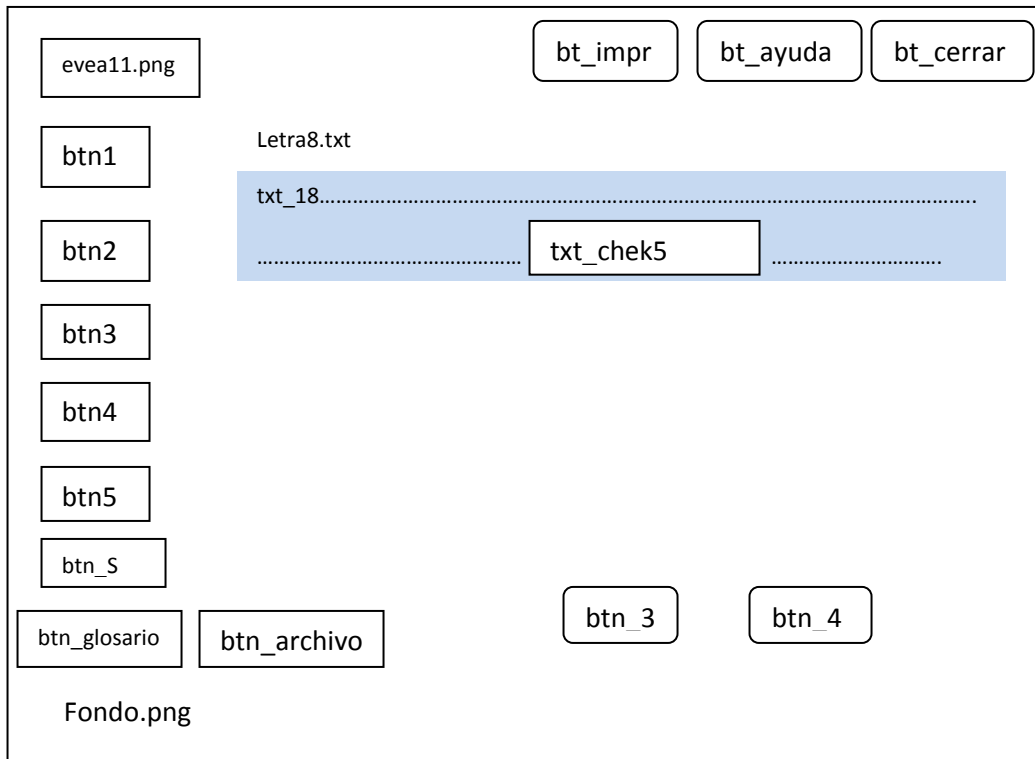 evea11.png
bt_impr
bt_ayuda
bt_cerrar
btn1
Letra8.txt
txt_18……………………………………………………………………………………………………..
btn2
………………………………………… txt_chek5 ………………………….
btn3
btn4
btn5
btn_S
btn_glosario
btn_archivo
btn_3
btn_4
Fondo.png